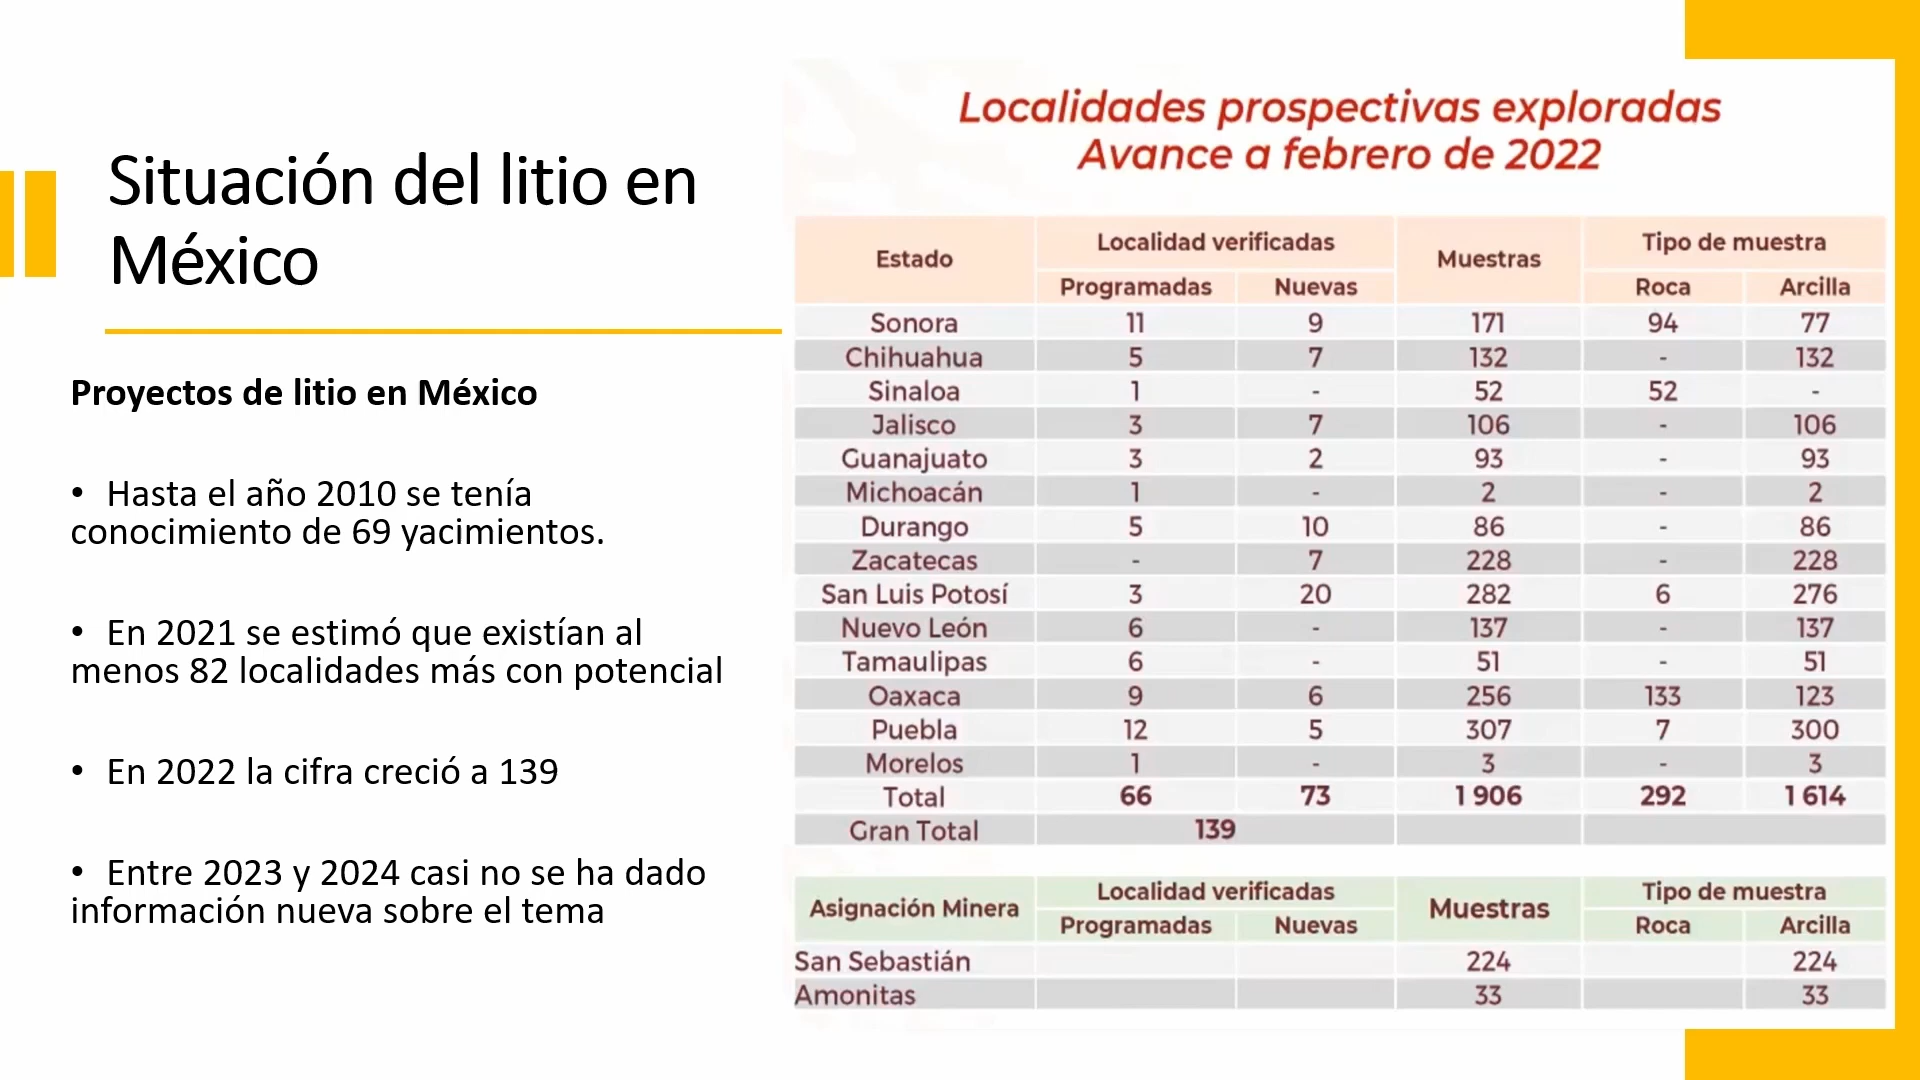 Situación del litio en
México
Proyectos de litio en México
• Hasta el año 2010 se tenía
conocimiento de 69 yacimientos.
• En 2021 se estimó que existían al
menos 82 localidades más con potencial
• En 2022 la cifra creció a 139
• Entre 2023 y 2024 casi no se ha dado
información nueva sobre el tema
Localidades prospectivas exploradas
Avance a febrero de 2022
Estado Localidad verificadas Muestras Tipo de muestra
Programadas Nuevas Roca Arcilla
Sonora 11 9 171 94 77
Chihuahua 5 7 132 - 132
Sinaloa 1 - 52 52 -
Jalisco 3 7 106 - 106
Guanajuato 3 2 93 - 93
Michoacán 1 - 2 - 2
Durango 5 10 86 - 86
Zacatecas - 7 228 - 228
San Luis Potosí 3 20 282 6 276
Nuevo León 6 - 137 - 137
Tamaulipas 6 - 51 - 51
Oaxaca 9 6 256 133 123
Puebla 12 5 307 7 300
Morelos 1 - 3 - 3
Total 66 73 1 906 292 1 614
Gran Total 139
Asignación Minera Localidad verificadas Muestras Tipo de muestra
Programadas Nuevas Roca Arcilla
San Sebastián 224 224
Amonitas 33 33